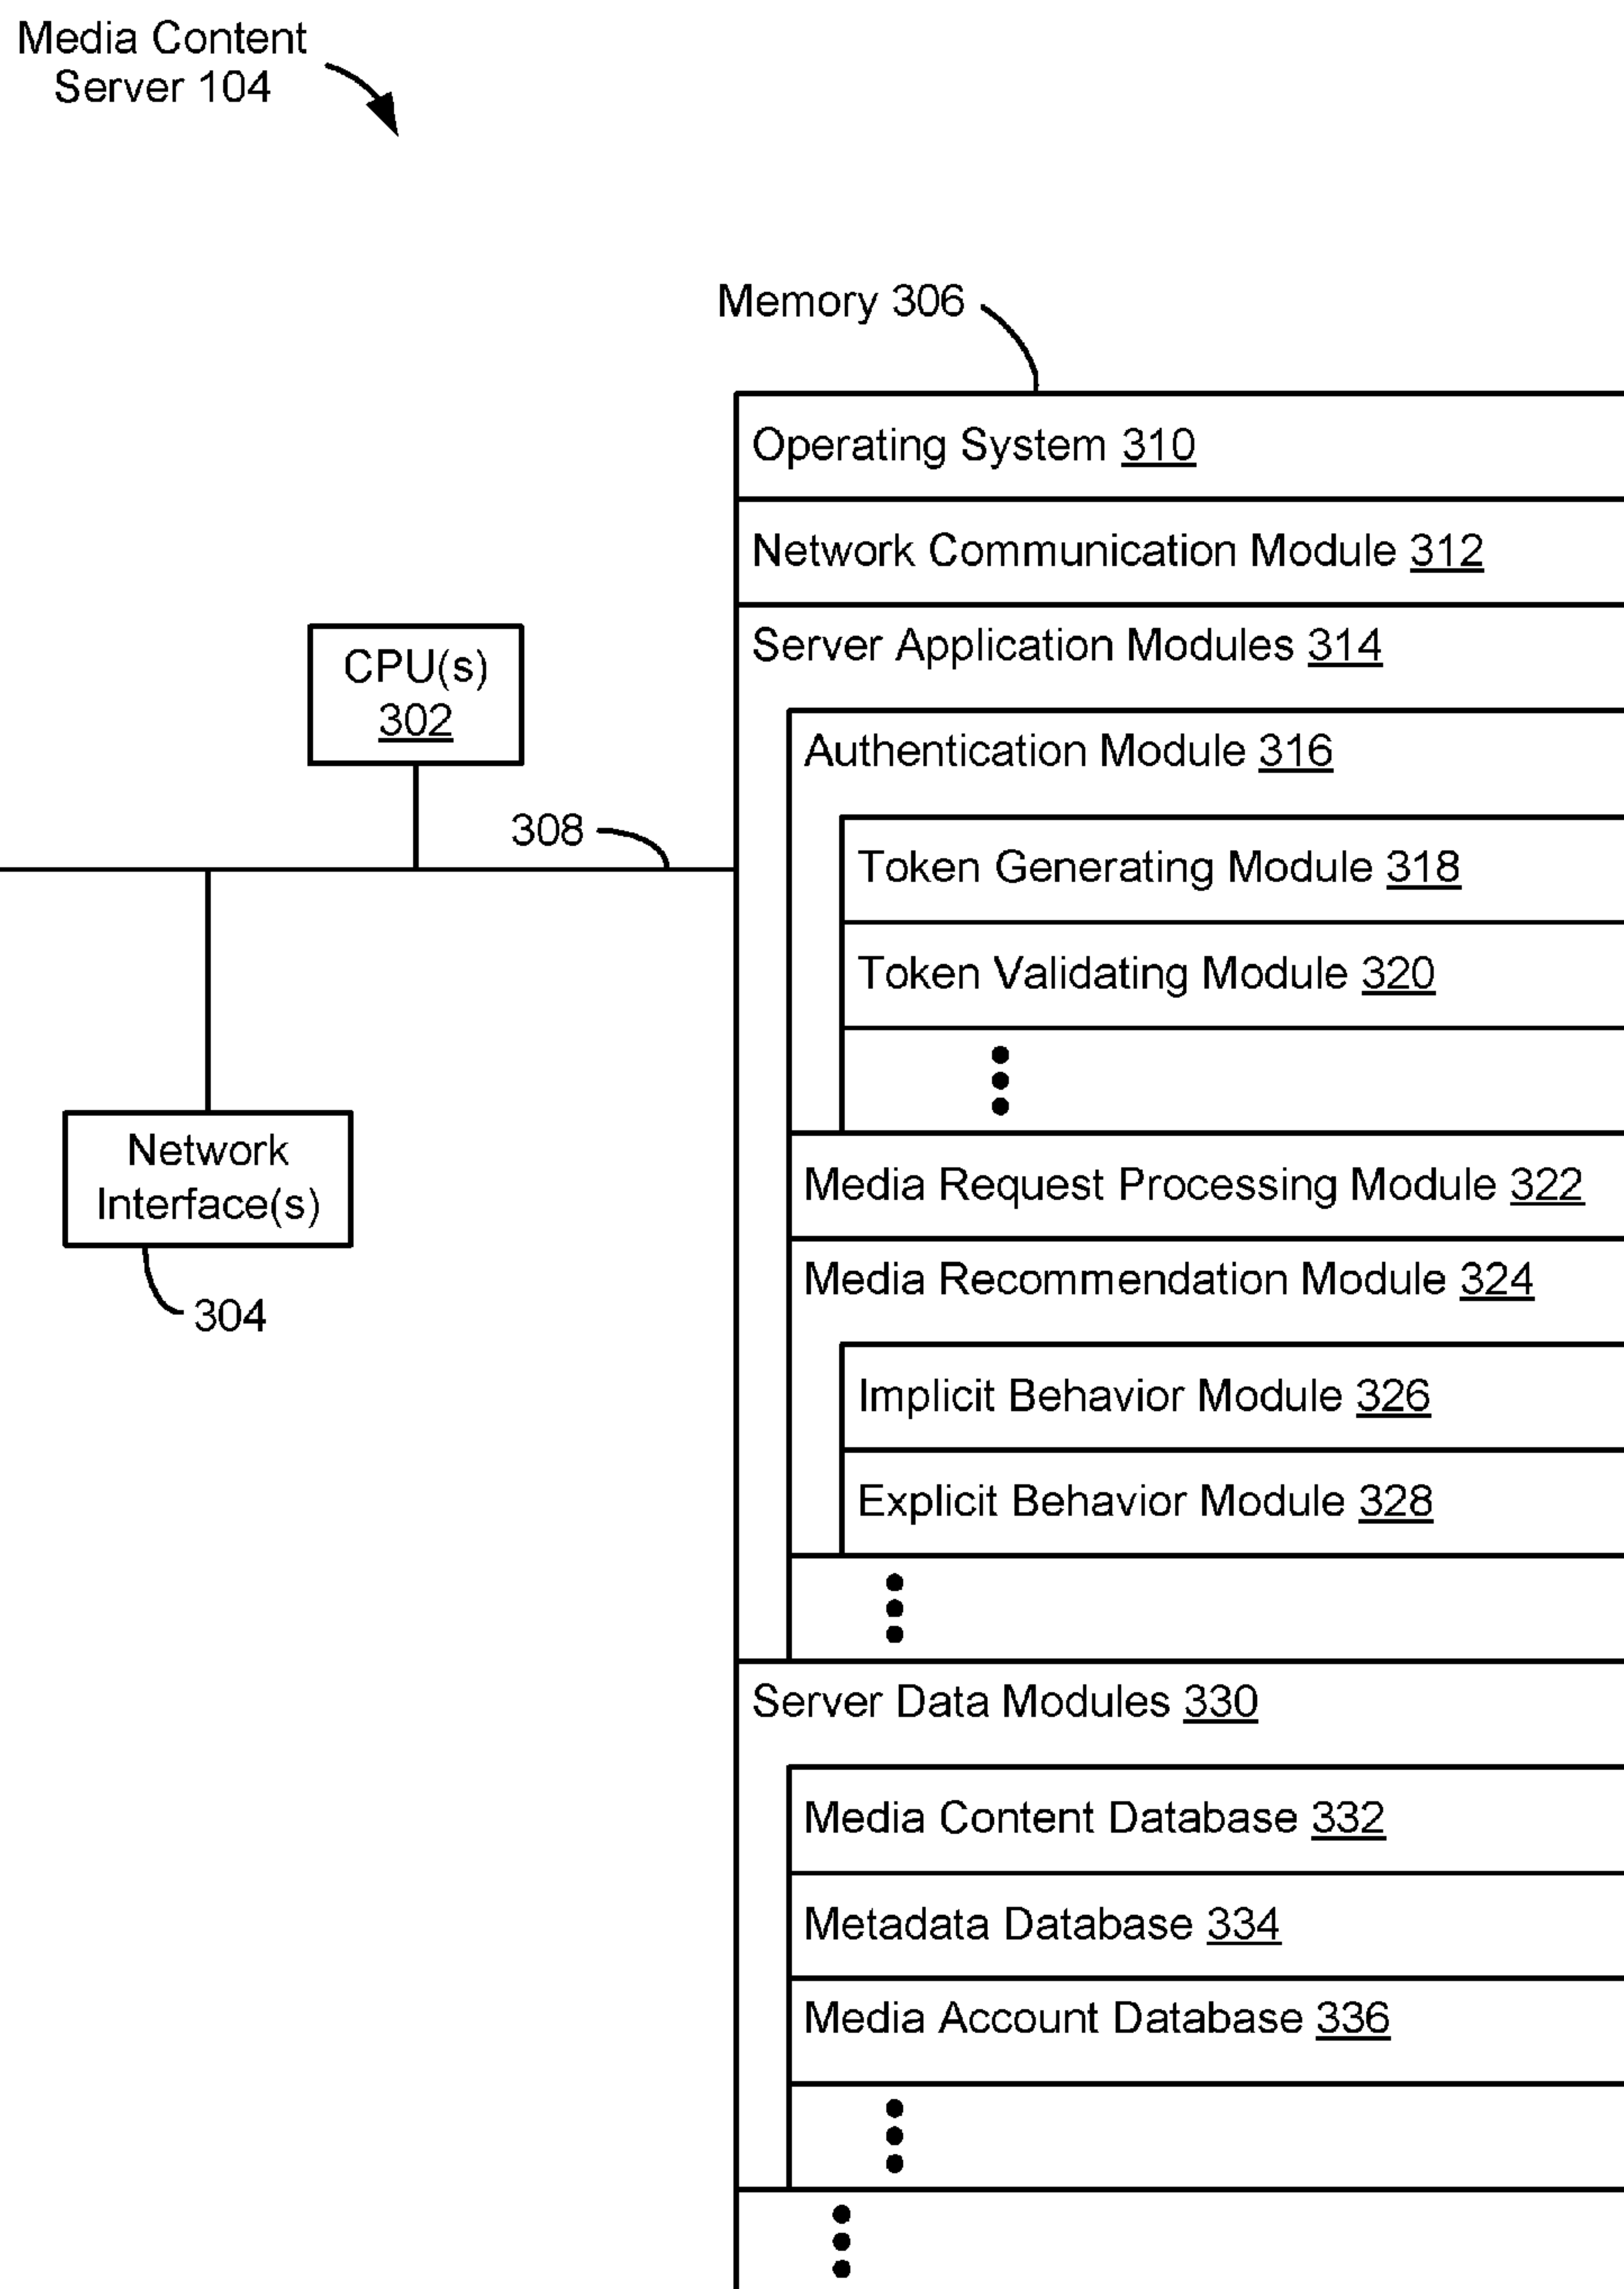 Media Content
Server 104
Memory 306
Operating System 310
Network Communication Module 312
Server Application Modules 314
CPU(s)
302
Authentication Module 316
308
Token Generating Module 318
Token Validating Module 320
Network
Interface(s)
304
Media Request Processing Module 322
Media Recommendation Module 324
Implicit Behavior Module 326
Explicit Behavior Module 328
Server Data Modules 330
Media Content Database 332
Metadata Database 334
Media Account Database 336